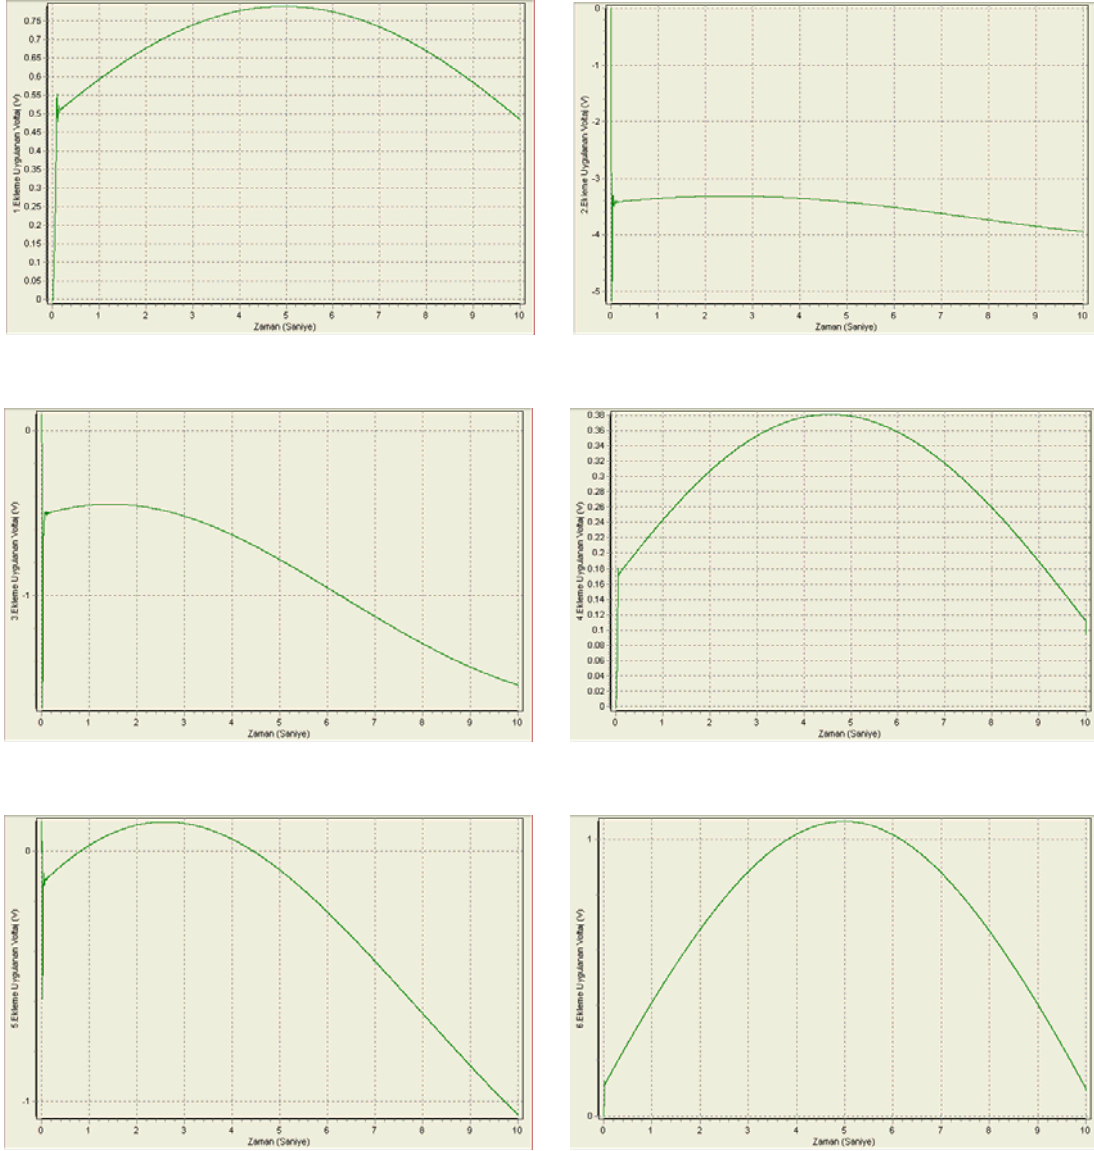 0.75
0.7
0.65
0.6
0.55
0.5
0.45
0.4
0.35
0.3
0.25
0.2
0.15
0.1
0.05
0
1.Ekleme Uygulanan Voltaj (V)
0 1 2 3 4 5 6 7 8 9 10
Zaman (Saniye)
0
-1
-2
-3
-4
-5
2.Ekleme Uygulanan Voltaj (V)
0 1 2 3 4 5 6 7 8 9 10
Zaman (Saniye)
0
-1
3.Ekleme Uygulanan Voltaj (V)
0 1 2 3 4 5 6 7 8 9 10
Zaman (Saniye)
0.38
0.36
0.34
0.32
0.3
0.28
0.26
0.24
0.22
0.2
0.18
0.16
0.14
0.12
0.1
0.08
0.06
0.04
0.02
0
4.Ekleme Uygulanan Voltaj (V)
0 1 2 3 4 5 6 7 8 9 10
Zaman (Saniye)
0
-1
5.Ekleme Uygulanan Voltaj (V)
0 1 2 3 4 5 6 7 8 9 10
Zaman (Saniye)
1
0
6.Ekleme Uygulanan Voltaj (V)
0 1 2 3 4 5 6 7 8 9 10
Zaman (Saniye)